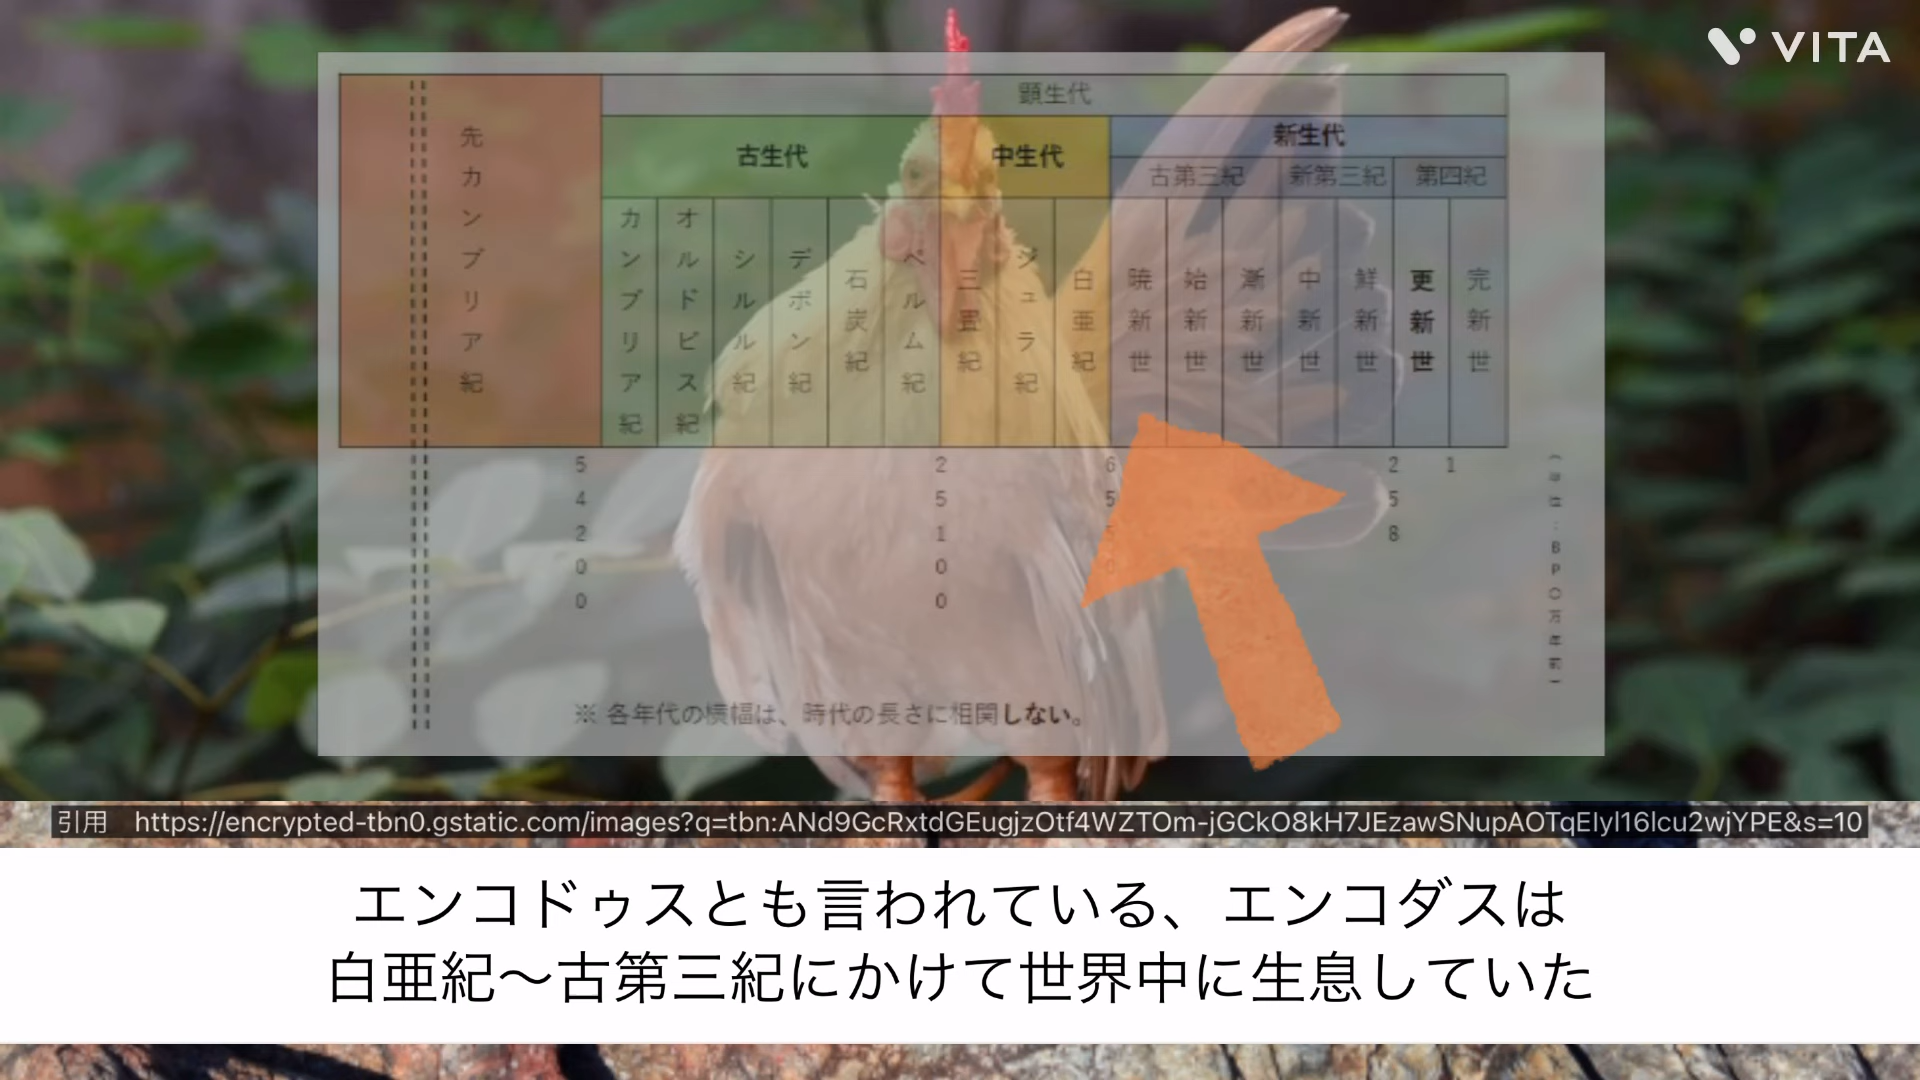 VITA
顕生代
先カンブリア紀
古生代
中生代
新生代
古第三紀
新第三紀
第四紀
カンブリア紀
オルドビス紀
シルル紀
デボン紀
石炭紀
ペルム紀
三畳紀
ジュラ紀
白亜紀
暁新世
始新世
漸新世
中新世
鮮新世
更新世
完新世
54200
25100
258
1
※ 各年代の横幅は、時代の長さに相関しない。
引用 https://encrypted-tbn0.gstatic.com/images?q=tbn:ANd9GcRxtdGEugjzOtf4WZTOm-jGCkO8kH7JEzawSNupAOTqElyl16lcu2wjYPE&s=10
エンコドゥスとも言われている、エンコダスは
白亜紀～古第三紀にかけて世界中に生息していた